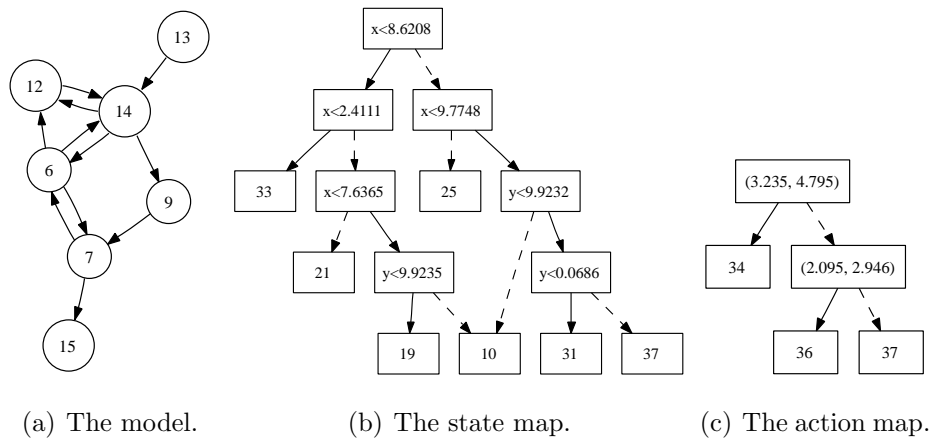 13
12
14
6
9
7
15
(a) The model.
x<8.6208
x<2.4111
x<9.7748
33
x<7.6365
25
y<9.9232
21
y<9.9235
y<0.0686
19
10
31
37
(b) The state map.
(3.235, 4.795)
34
(2.095, 2.946)
36
37
(c) The action map.